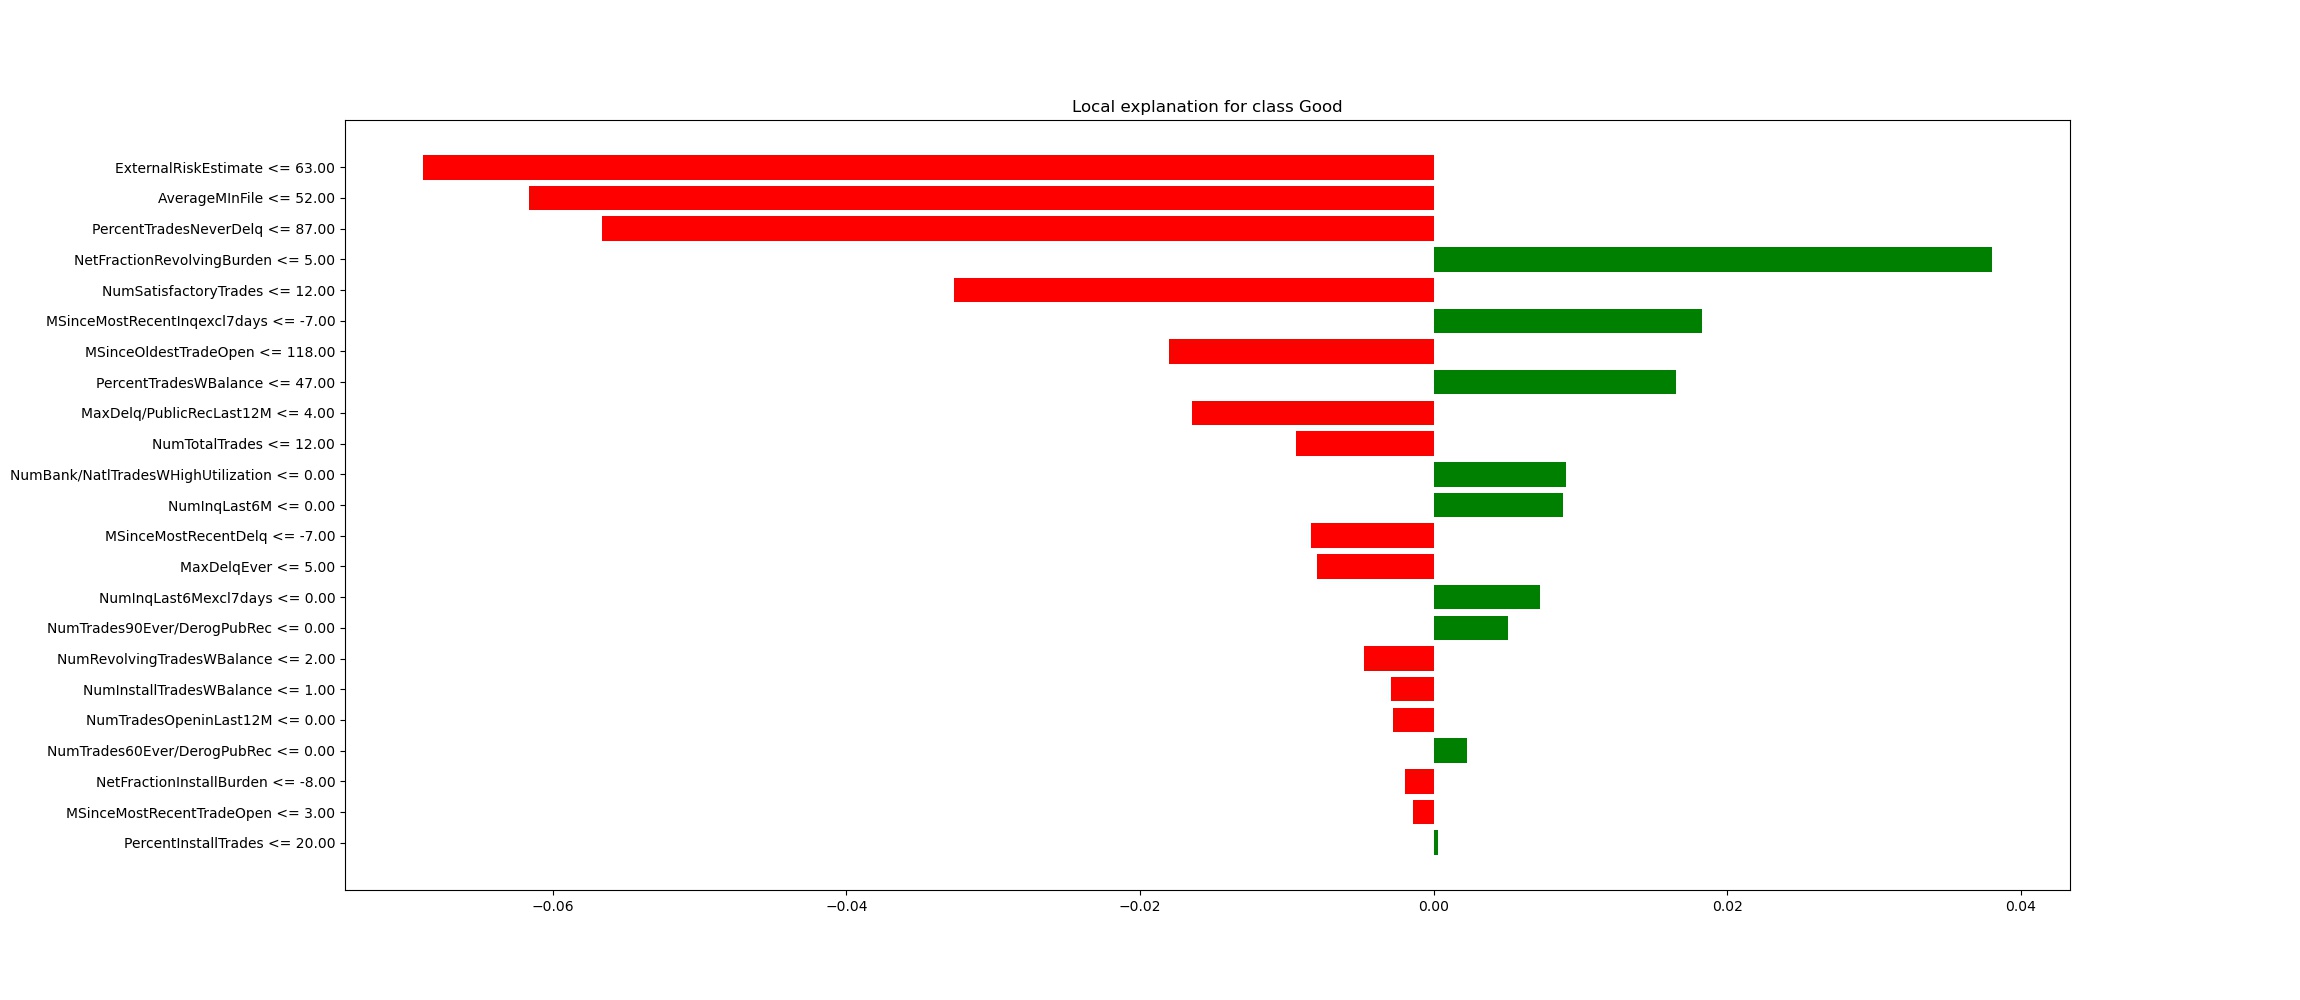 Local explanation for class Good
ExternalRiskEstimate <= 63.00
AverageMInFile <= 52.00
PercentTradesNeverDelq <= 87.00
NetFractionRevolvingBurden <= 5.00
NumSatisfactoryTrades <= 12.00
MSinceMostRecentInqexcl7days <= -7.00
MSinceOldestTradeOpen <= 118.00
PercentTradesWBalance <= 47.00
MaxDelq/PublicRecLast12M <= 4.00
NumTotalTrades <= 12.00
NumBank/NatlTradesWHighUtilization <= 0.00
NumInqLast6M <= 0.00
MSinceMostRecentDelq <= -7.00
MaxDelqEver <= 5.00
NumInqLast6Mexcl7days <= 0.00
NumTrades90Ever/DerogPubRec <= 0.00
NumRevolvingTradesWBalance <= 2.00
NumInstallTradesWBalance <= 1.00
NumTradesOpeninLast12M <= 0.00
NumTrades60Ever/DerogPubRec <= 0.00
NetFractionInstallBurden <= -8.00
MSinceMostRecentTradeOpen <= 3.00
PercentInstallTrades <= 20.00
−0.06 −0.04 −0.02 0.00 0.02 0.04